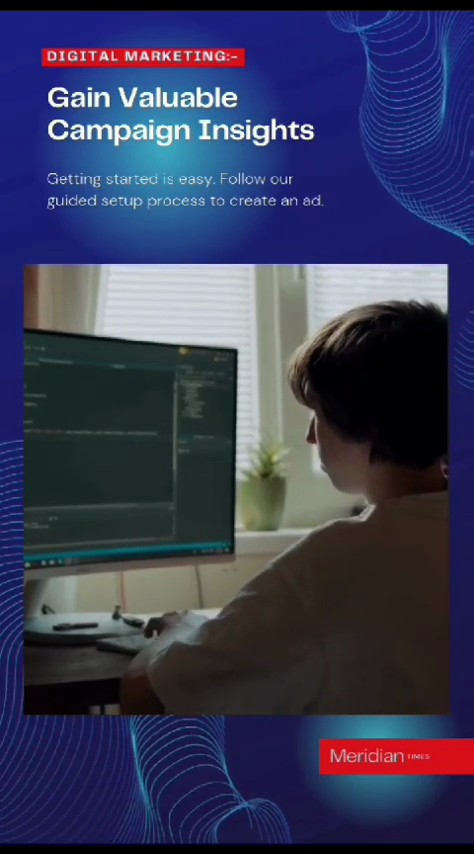 DIGITAL MARKETING:-
Gain Valuable
Campaign Insights
Getting started is easy. Follow our
guided setup process to create an ad.
Meridian TIMES